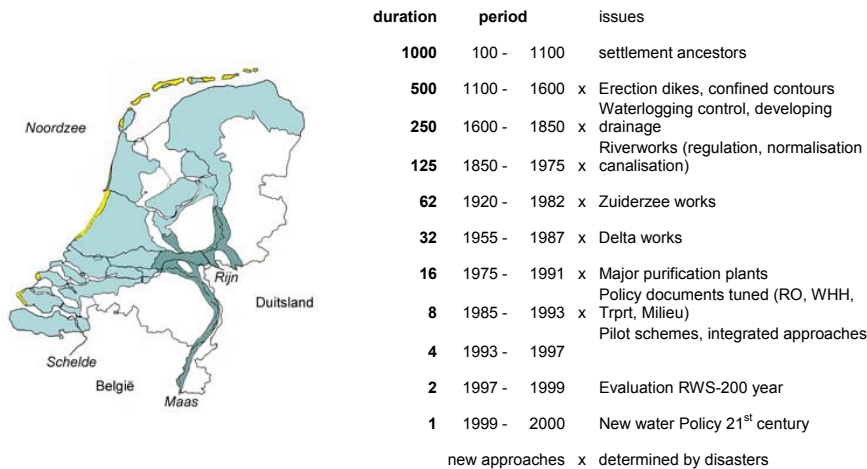 duration period issues
1000 100 - 1100 settlement ancestors
500 1100 - 1600 x Erection dikes, confined contours
250 1600 - 1850 x Waterlogging control, developing
drainage
125 1850 - 1975 x Riverworks (regulation, normalisation
canalisation)
62 1920 - 1982 x Zuiderzee works
32 1955 - 1987 x Delta works
16 1975 - 1991 x Major purification plants
8 1985 - 1993 x Policy documents tuned (RO, WHH,
Trprt, Milieu)
4 1993 - 1997 Pilot schemes, integrated approaches
2 1997 - 1999 Evaluation RWS-200 year
1 1999 - 2000 New water Policy 21st century
new approaches x determined by disasters
Noordzee
Rijn
Duitsland
Schelde
België
Maas